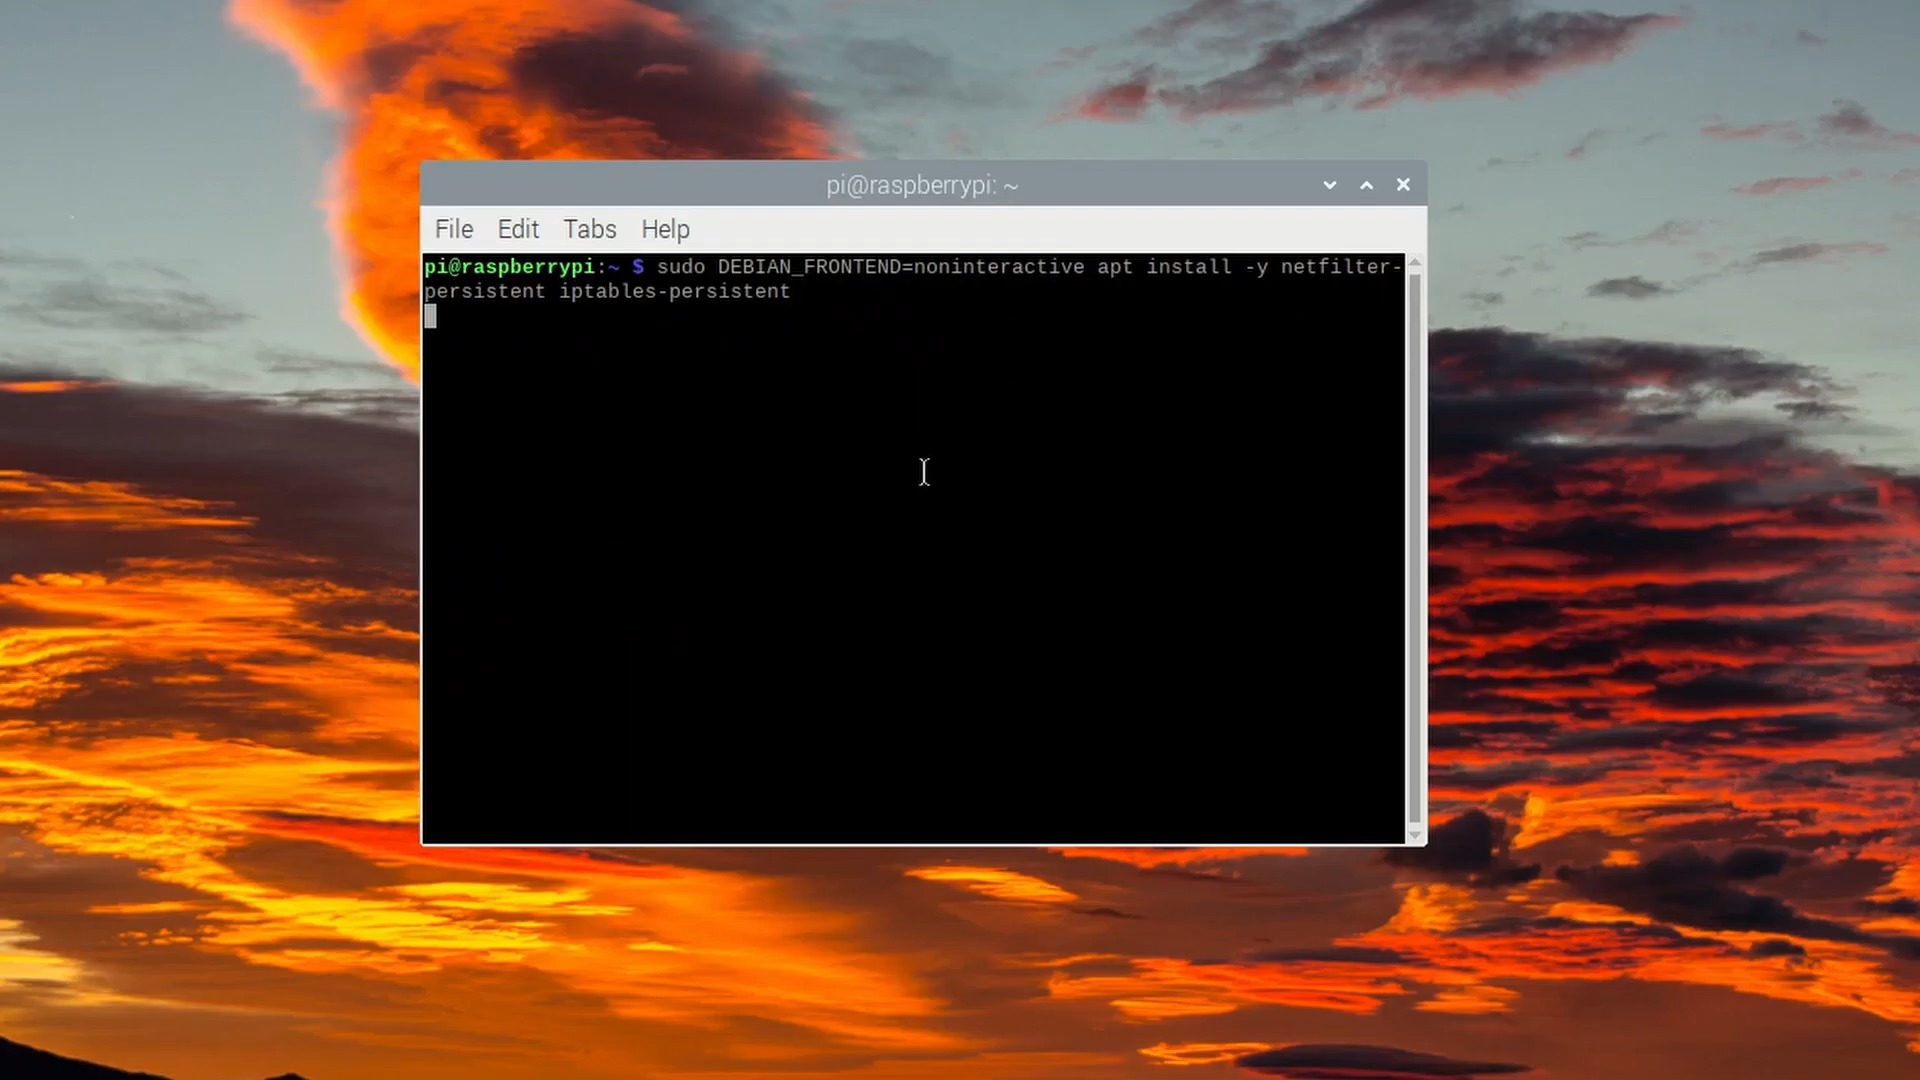 pi@raspberrypi: ~
File Edit Tabs Help
pi@raspberrypi:~ $ sudo DEBIAN_FRONTEND=noninteractive apt install -y netfilter-
persistent iptables-persistent